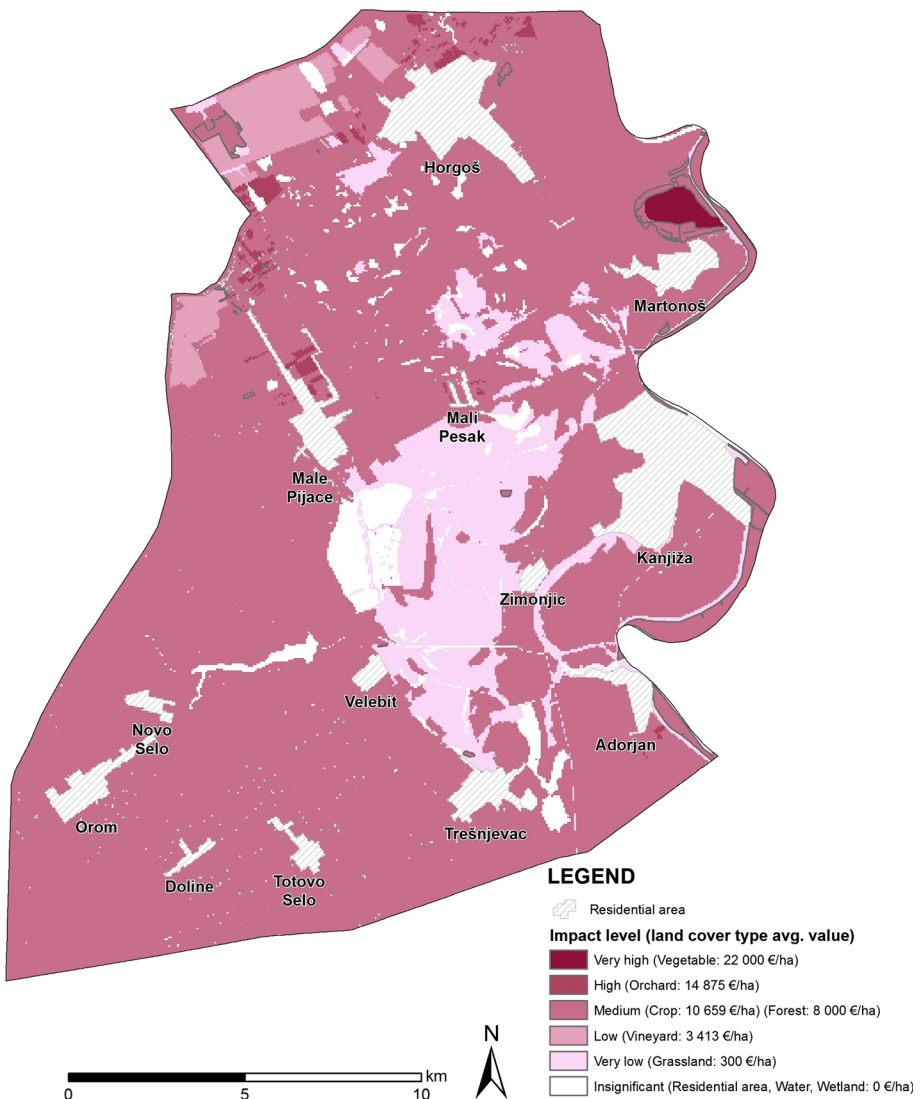 Horgoš
Martonoš
Mali
Pesak
Male
Pijace
Kanjiža
Zimonjic
Velebit
Novo
Selo
Adorjan
Orom
Trešnjevac
Doline
Totovo
Selo
LEGEND
Residential area
Impact level (land cover type avg. value)
Very high (Vegetable: 22 000 €/ha)
High (Orchard: 14 875 €/ha)
Medium (Crop: 10 659 €/ha) (Forest: 8 000 €/ha)
Low (Vineyard: 3 413 €/ha)
Very low (Grassland: 300 €/ha)
Insignificant (Residential area, Water, Wetland: 0 €/ha)
N
km
0 5 10